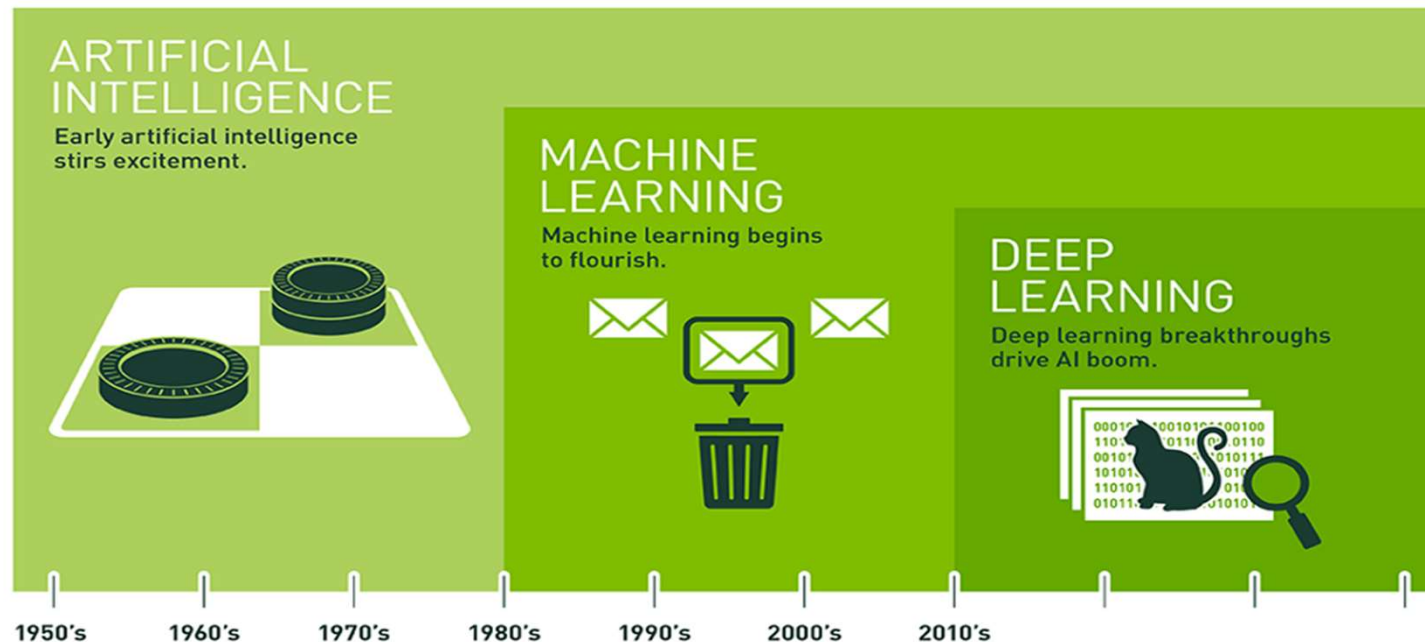 ARTIFICIAL
INTELLIGENCE
Early artificial intelligence
stirs excitement.
MACHINE
LEARNING
Machine learning begins
to flourish.
DEEP
LEARNING
Deep learning breakthroughs
drive AI boom.
1950's 1960's 1970's 1980's 1990's 2000's 2010's